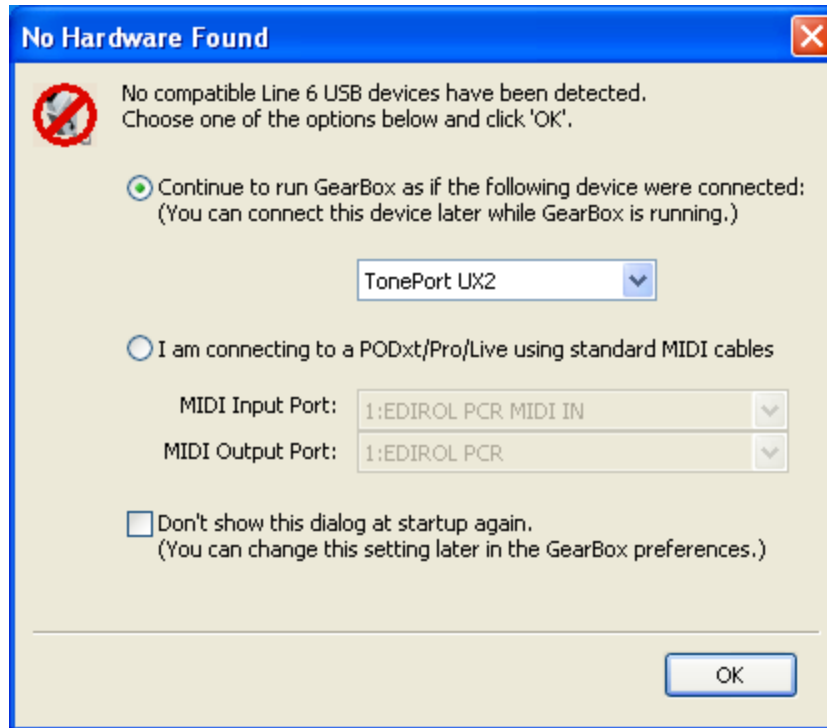 No Hardware Found
No compatible Line 6 USB devices have been detected.
Choose one of the options below and click 'OK'.
Continue to run GearBox as if the following device were connected:
(You can connect this device later while GearBox is running.)
TonePort UX2
I am connecting to a PODxt/Pro/Live using standard MIDI cables
MIDI Input Port: 1:EDIROL PCR MIDI IN
MIDI Output Port: 1:EDIROL PCR
Don't show this dialog at startup again.
(You can change this setting later in the GearBox preferences.)
OK